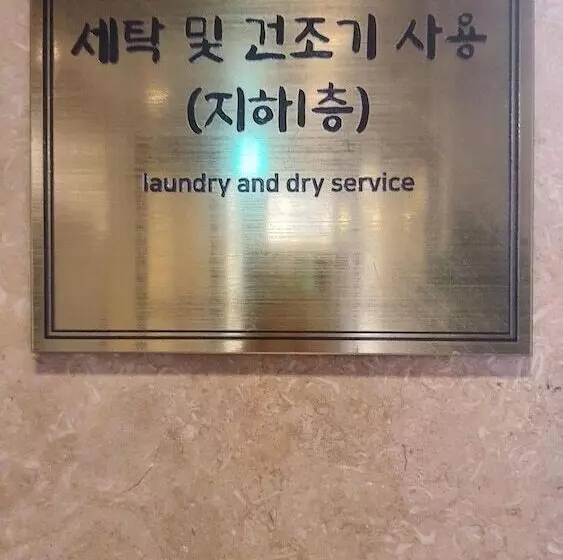 세탁 및 건조기 사용
(지하1층)
laundry and dry service